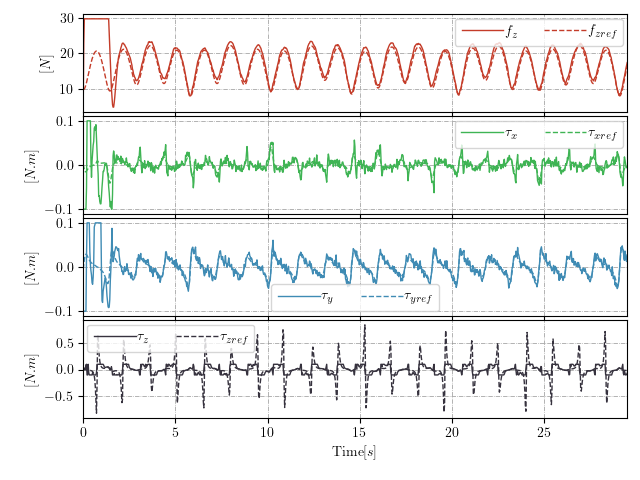 30
20
10
[N]
f_z f_zref
0.1
0.0
−0.1
[N.m]
τ_x τ_xref
0.1
0.0
−0.1
[N.m]
τ_y τ_yref
0.5
0.0
−0.5
[N.m]
τ_z τ_zref
0 5 10 15 20 25
Time[s]